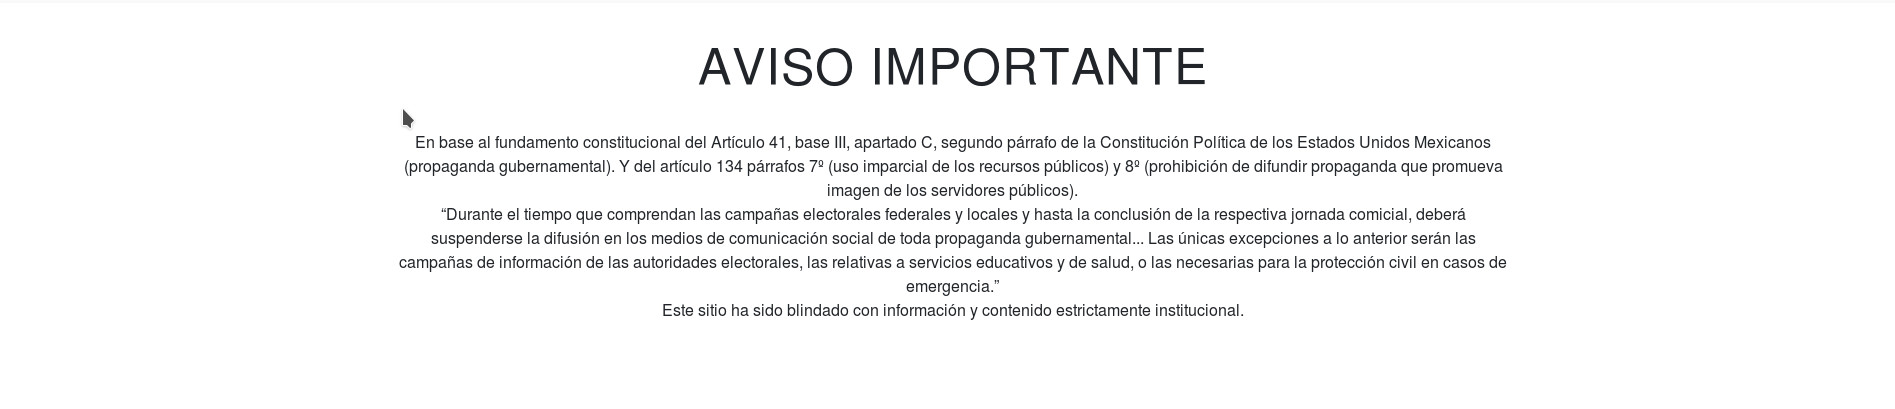 AVISO IMPORTANTE
En base al fundamento constitucional del Artículo 41, base III, apartado C, segundo párrafo de la Constitución Política de los Estados Unidos Mexicanos
(propaganda gubernamental). Y del artículo 134 párrafos 7º (uso imparcial de los recursos públicos) y 8º (prohibición de difundir propaganda que promueva
imagen de los servidores públicos).
“Durante el tiempo que comprendan las campañas electorales federales y locales y hasta la conclusión de la respectiva jornada comicial, deberá
suspenderse la difusión en los medios de comunicación social de toda propaganda gubernamental... Las únicas excepciones a lo anterior serán las
campañas de información de las autoridades electorales, las relativas a servicios educativos y de salud, o las necesarias para la protección civil en casos de
emergencia.”
Este sitio ha sido blindado con información y contenido estrictamente institucional.